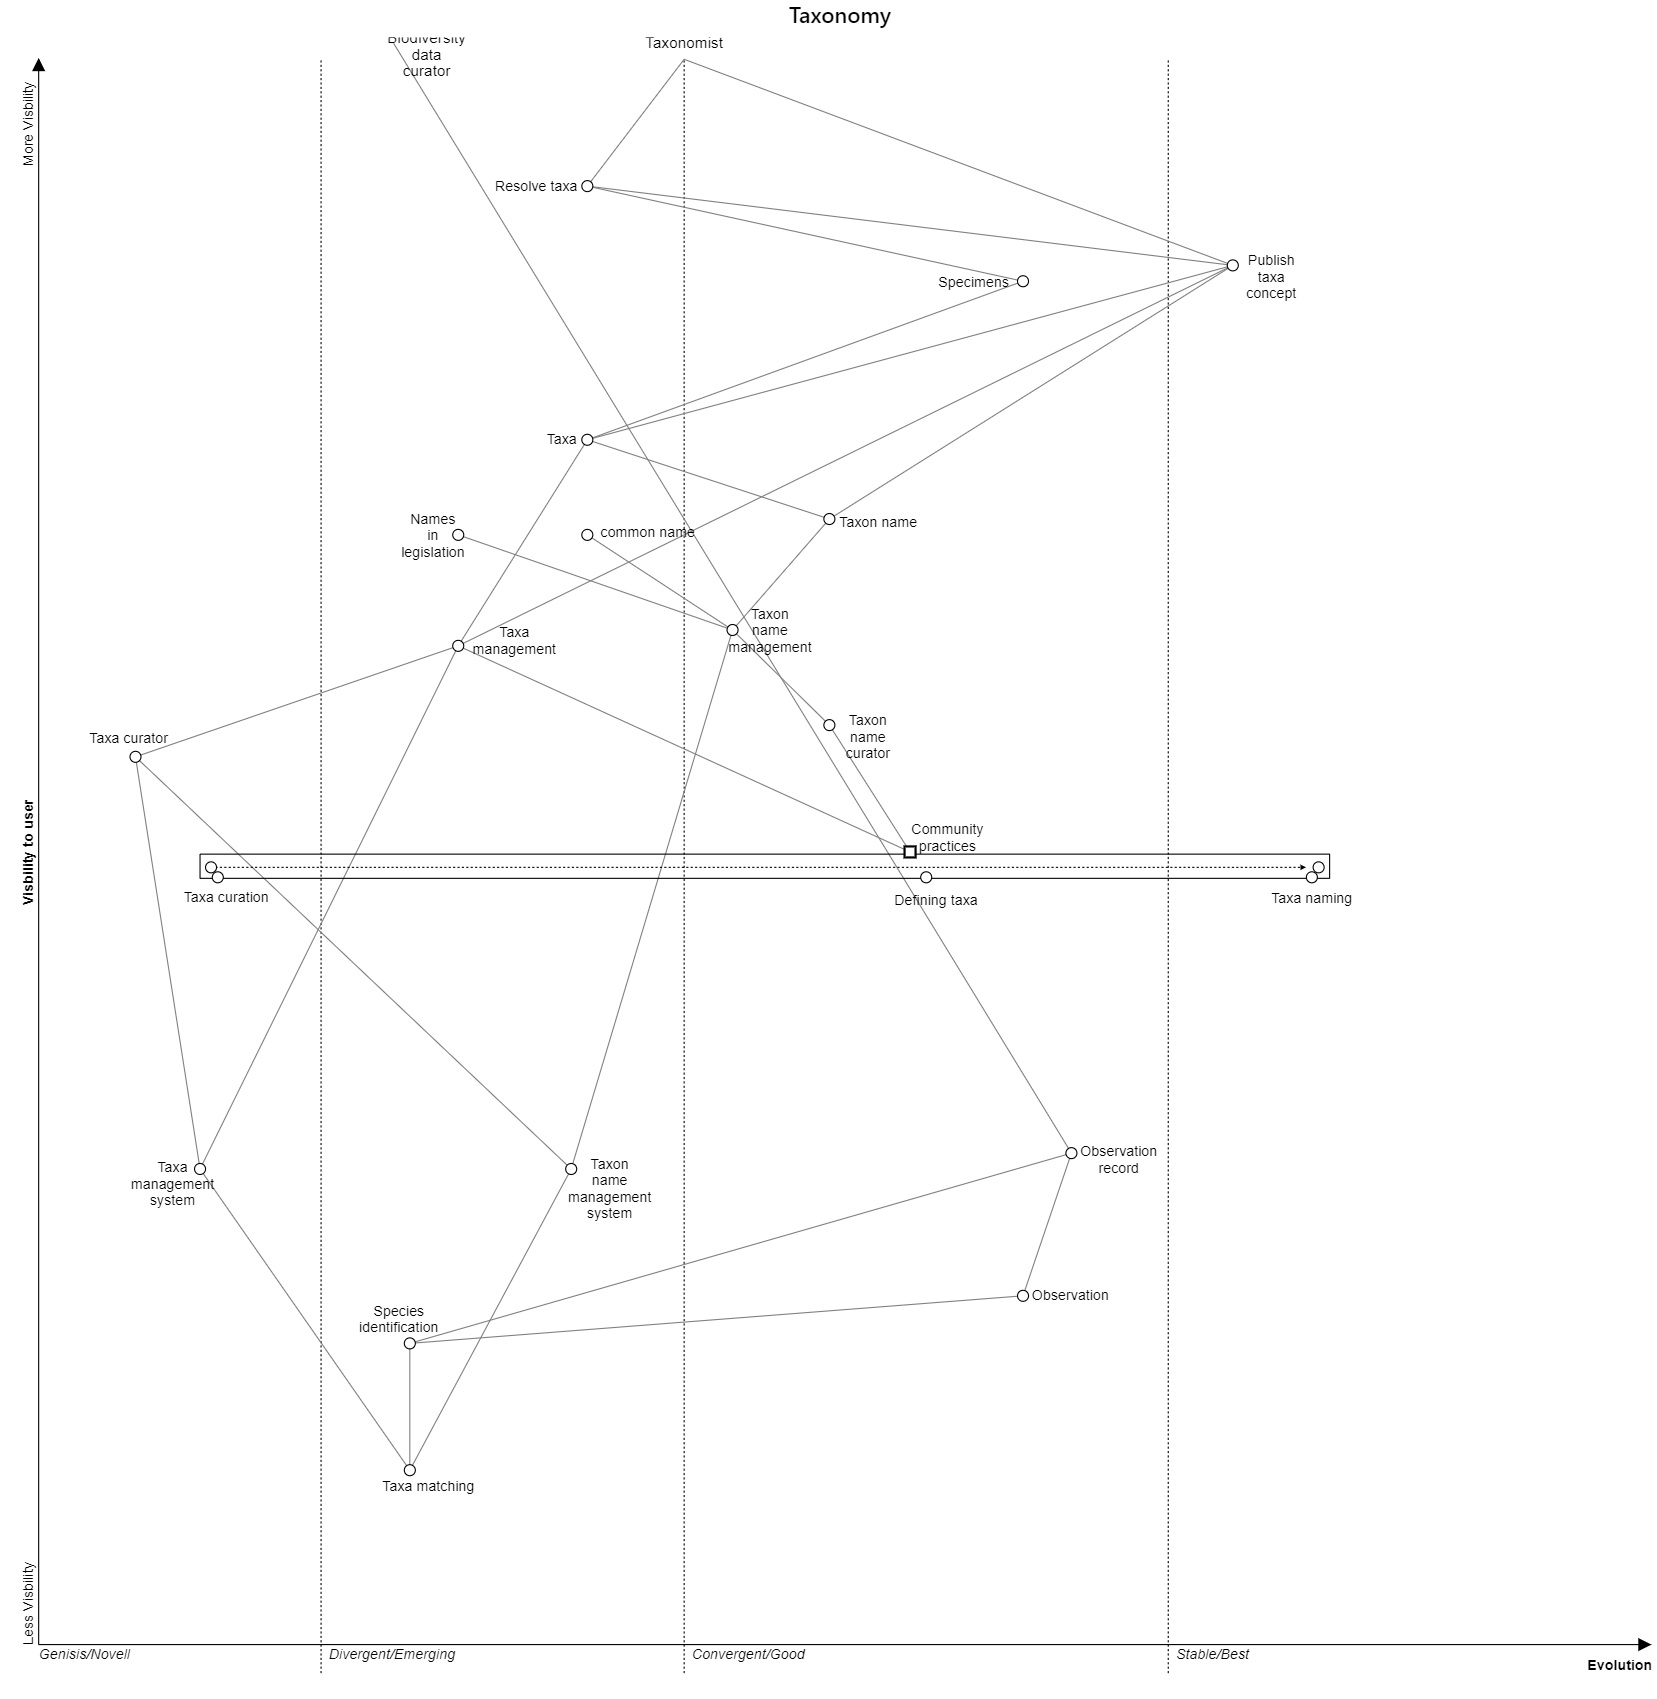 Taxonomy
Biodiversity
data
curator
Taxonomist
More Visbility
Resolve taxa
Publish
taxa
concept
Specimens
Taxa
Names
in
legislation
common name
Taxon name
Taxon
name
management
Taxa
management
Taxon
name
curator
Taxa curator
Visbility to user
Community
practices
Taxa curation
Defining taxa
Taxa naming
Observation
record
Taxa
management
system
Taxon
name
management
system
Observation
Species
identification
Taxa matching
Less Visbility
Genisis/Novell
Divergent/Emerging
Convergent/Good
Stable/Best
Evolution